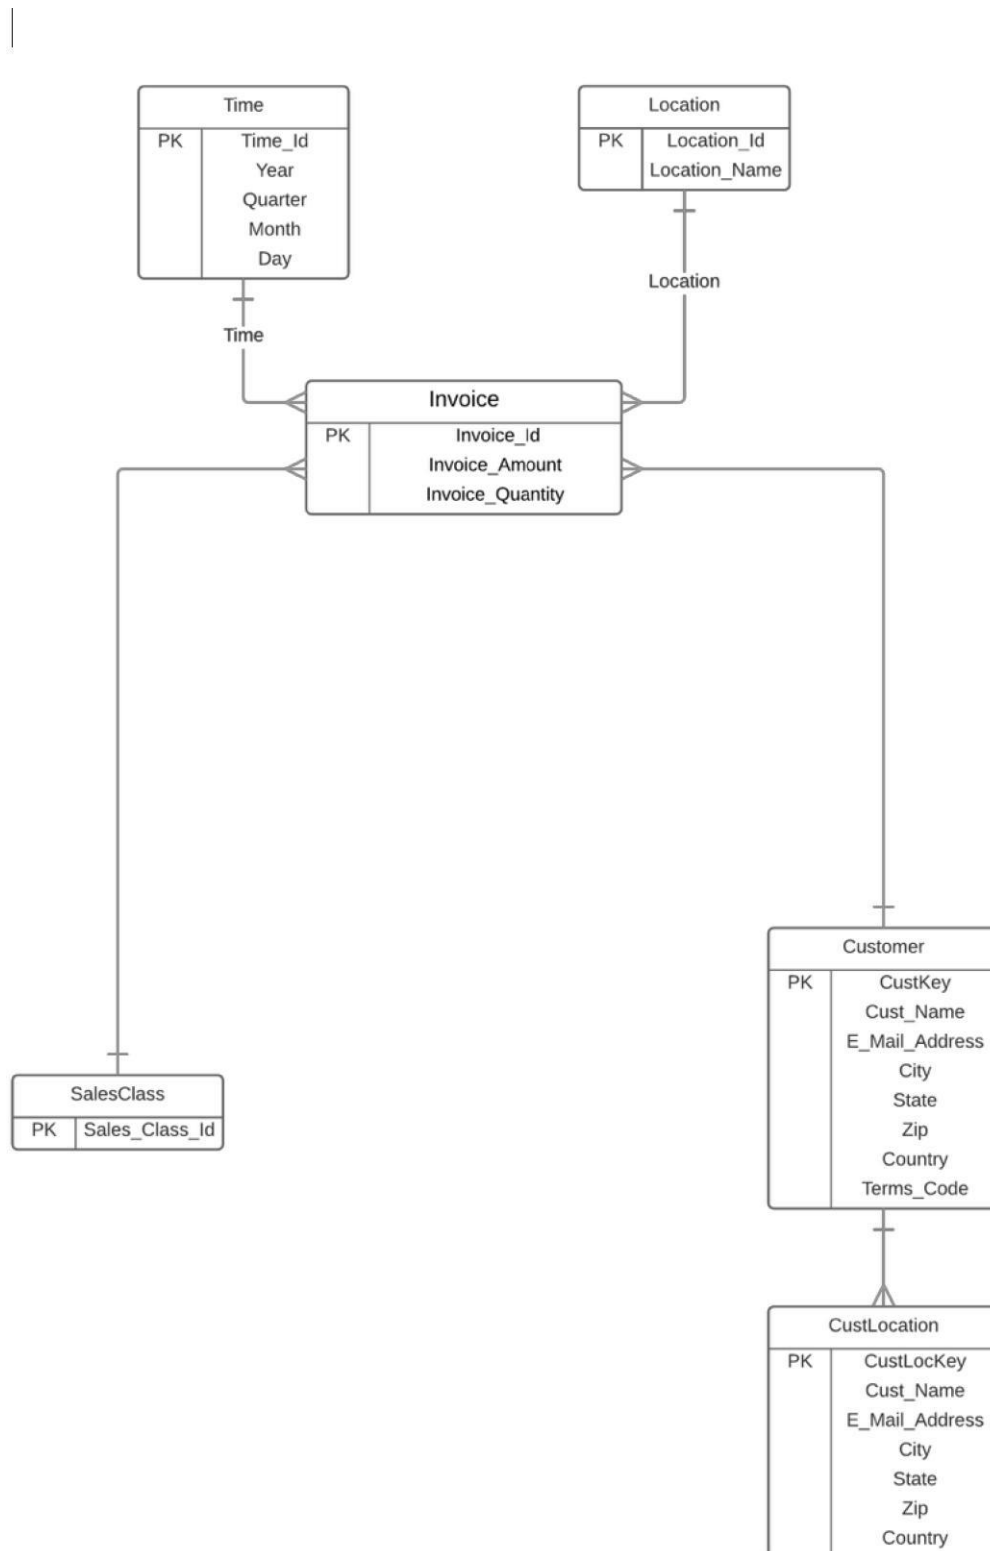 Time
PK Time_Id
Year
Quarter
Month
Day
Location
PK Location_Id
Location_Name
Time
Location
Invoice
PK Invoice_Id
Invoice_Amount
Invoice_Quantity
SalesClass
PK Sales_Class_Id
Customer
PK CustKey
Cust_Name
E_Mail_Address
City
State
Zip
Country
Terms_Code
CustLocation
PK CustLocKey
Cust_Name
E_Mail_Address
City
State
Zip
Country